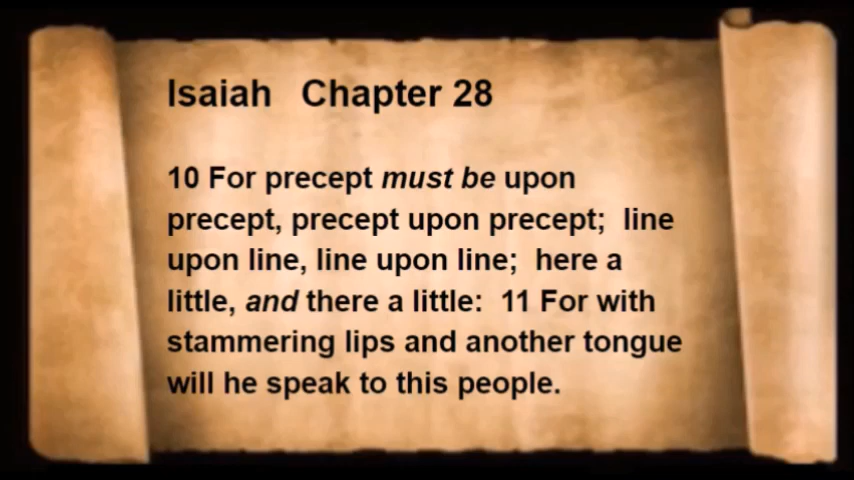 Isaiah Chapter 28
10 For precept must be upon
precept, precept upon precept; line
upon line, line upon line; here a
little, and there a little: 11 For with
stammering lips and another tongue
will he speak to this people.